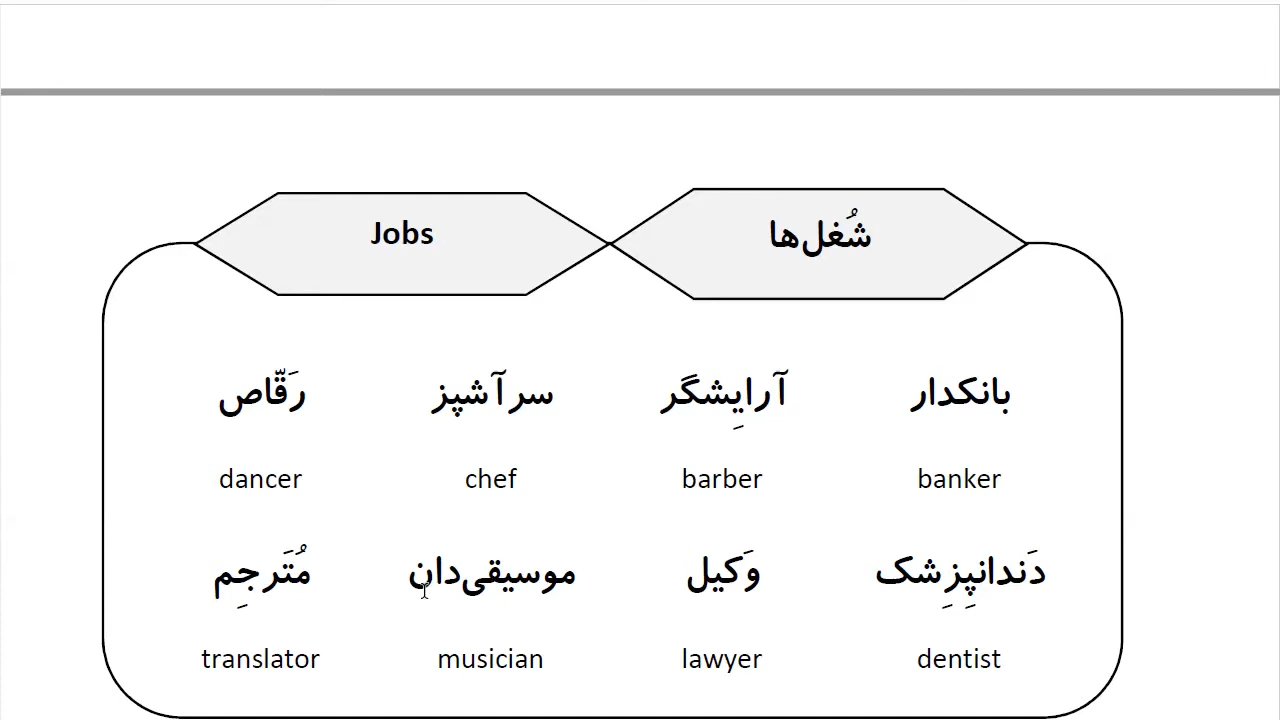 Jobs شُغل‌ها
رَقّاص سرآشپز آرایِشگر بانکدار
dancer chef barber banker
مُتَرجِم موسیقی‌دان وَکیل دَندانپِزِشک
translator musician lawyer dentist